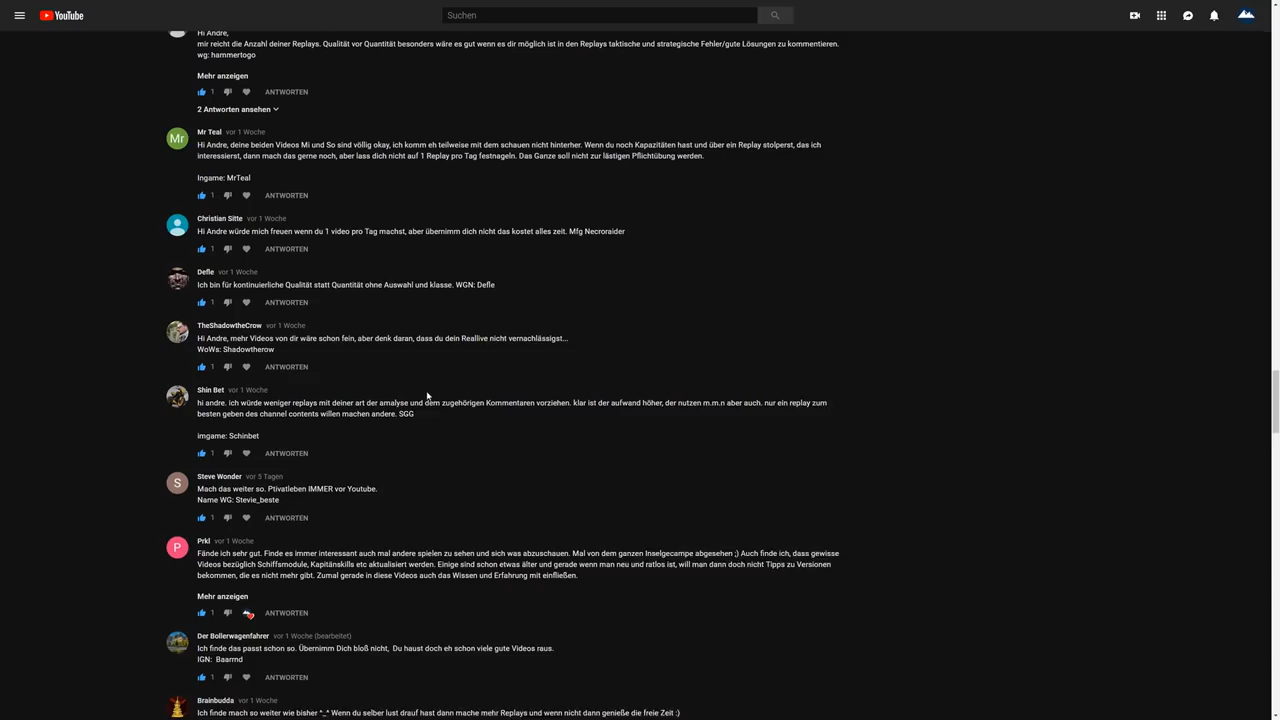 YouTube
Suchen
Hi Andre,
mir reicht die Anzahl deiner Replays. Qualität vor Quantität besonders wäre es gut wenn es dir möglich ist in den Replays taktische und strategische Fehler/gute Lösungen zu kommentieren.
wg: hammertogo
Mehr anzeigen
1 ANTWORTEN
2 Antworten ansehen
Mr
Mr Teal vor 1 Woche
Hi Andre, deine beiden Videos Mi und So sind völlig okay, ich komm eh teilweise mit dem schauen nicht hinterher. Wenn du noch Kapazitäten hast und über ein Replay stolperst, das ich
interessierst, dann mach das gerne noch, aber lass dich nicht auf 1 Replay pro Tag festnageln. Das Ganze soll nicht zur lästigen Pflichtübung werden.
Ingame: MrTeal
1 ANTWORTEN
Christian Sitte vor 1 Woche
Hi Andre würde mich freuen wenn du 1 video pro Tag machst, aber übernimm dich nicht das kostet alles zeit. Mfg Necroraider
1 ANTWORTEN
Defle vor 1 Woche
Ich bin für kontinuierliche Qualität statt Quantität ohne Auswahl und klasse. WGN: Defle
1 ANTWORTEN
TheShadowtheCrow vor 1 Woche
Hi Andre, mehr Videos von dir wäre schon fein, aber denk daran, dass du dein Reallive nicht vernachlässigst...
WoWs: Shadowtherow
1 ANTWORTEN
Shin Bet vor 1 Woche
hi andre. ich würde weniger replays mit deiner art der amalyse und dem zugehörigen Kommentaren vorziehen. klar ist der aufwand höher, der nutzen m.m.n aber auch. nur ein replay zum
besten geben des channel contents willen machen andere. SGG
imgame: Schinbet
1 ANTWORTEN
S
Steve Wonder vor 5 Tagen
Mach das weiter so. Ptivatleben IMMER vor Youtube.
Name WG: Stevie_beste
1 ANTWORTEN
P
Prkl vor 1 Woche
Fände ich sehr gut. Finde es immer interessant auch mal andere spielen zu sehen und sich was abzuschauen. Mal von dem ganzen Inselgecampe abgesehen ;) Auch finde ich, dass gewisse
Videos bezüglich Schiffsmodule, Kapitänskills etc aktualisiert werden. Einige sind schon etwas älter und gerade wenn man neu und ratlos ist, will man dann doch nicht Tipps zu Versionen
bekommen, die es nicht mehr gibt. Zumal gerade in diese Videos auch das Wissen und Erfahrung mit einfließen.
Mehr anzeigen
1 ANTWORTEN
Der Bollerwagenfahrer vor 1 Woche (bearbeitet)
Ich finde das passt schon so. Übernimm Dich bloß nicht, Du haust doch eh schon viele gute Videos raus.
IGN: Baarrnd
1 ANTWORTEN
Brainbudda vor 1 Woche
Ich finde mach so weiter wie bisher ^_^ Wenn du selber lust drauf hast dann mache mehr Replays und wenn nicht dann genieße die freie Zeit :)